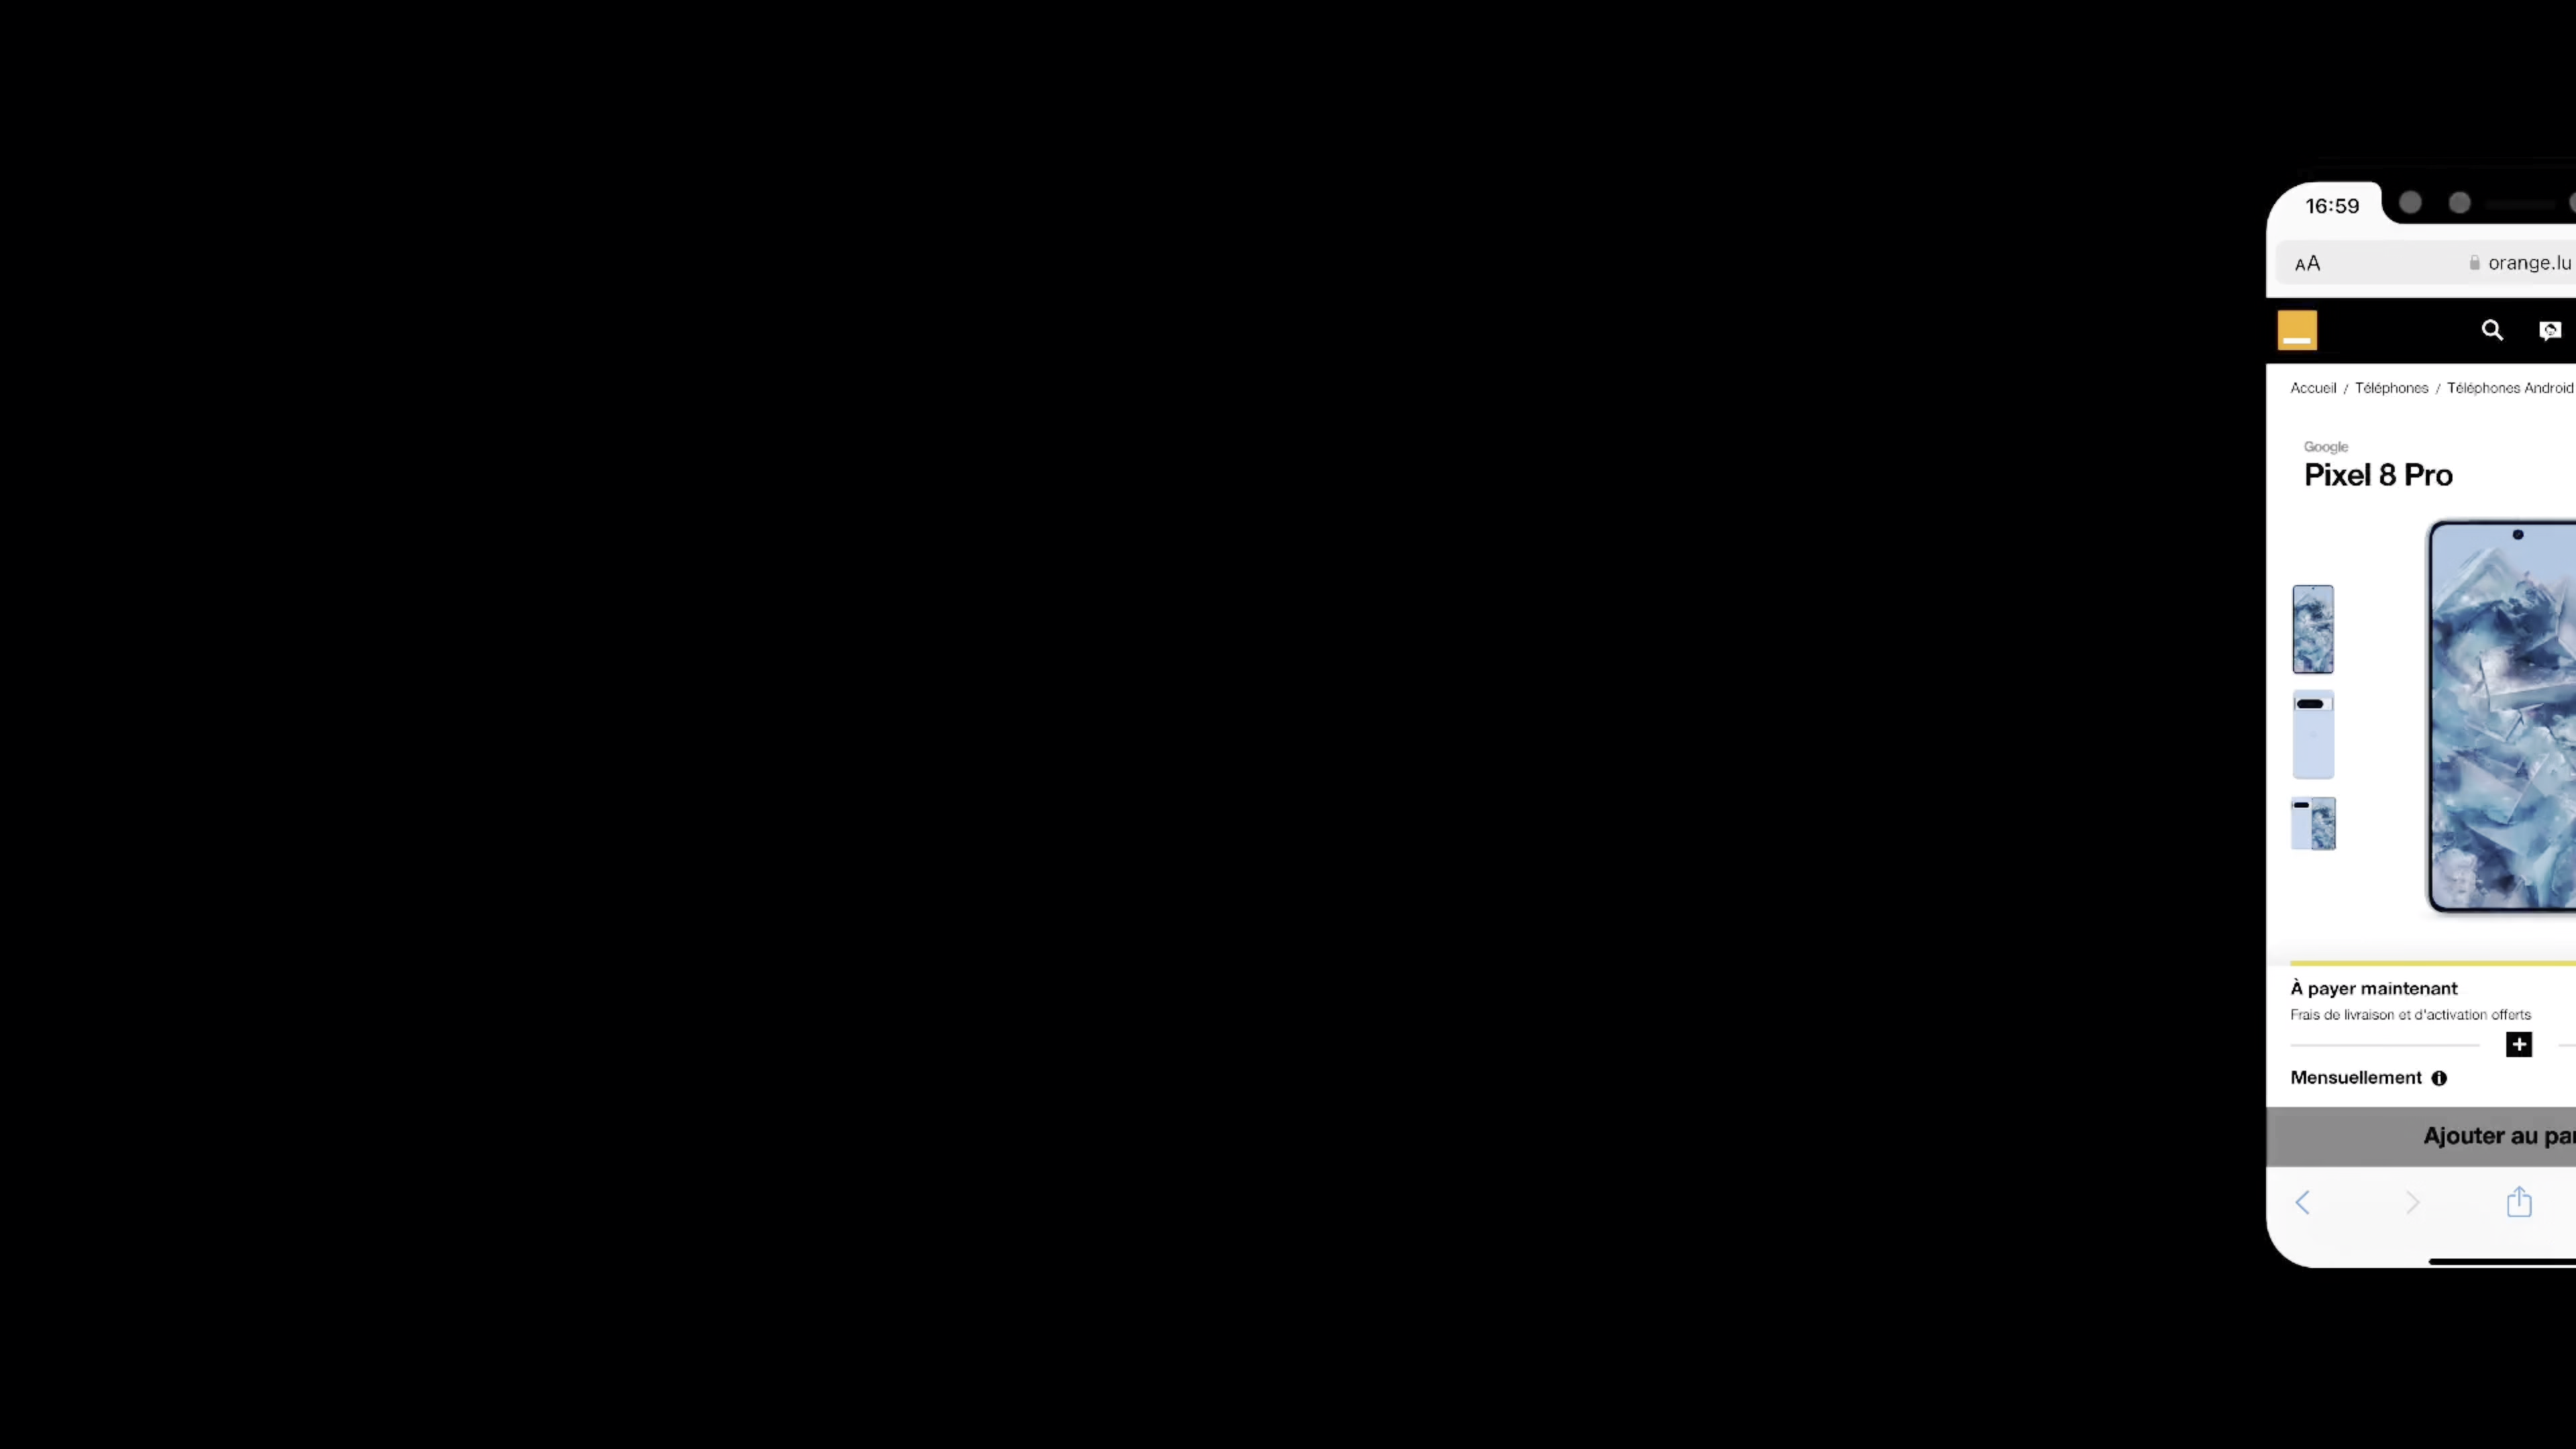 16:59
AA
orange.lu
Accueil / Téléphones / Téléphones Android
Google
Pixel 8 Pro
À payer maintenant
Frais de livraison et d'activation offerts
Mensuellement
Ajouter au